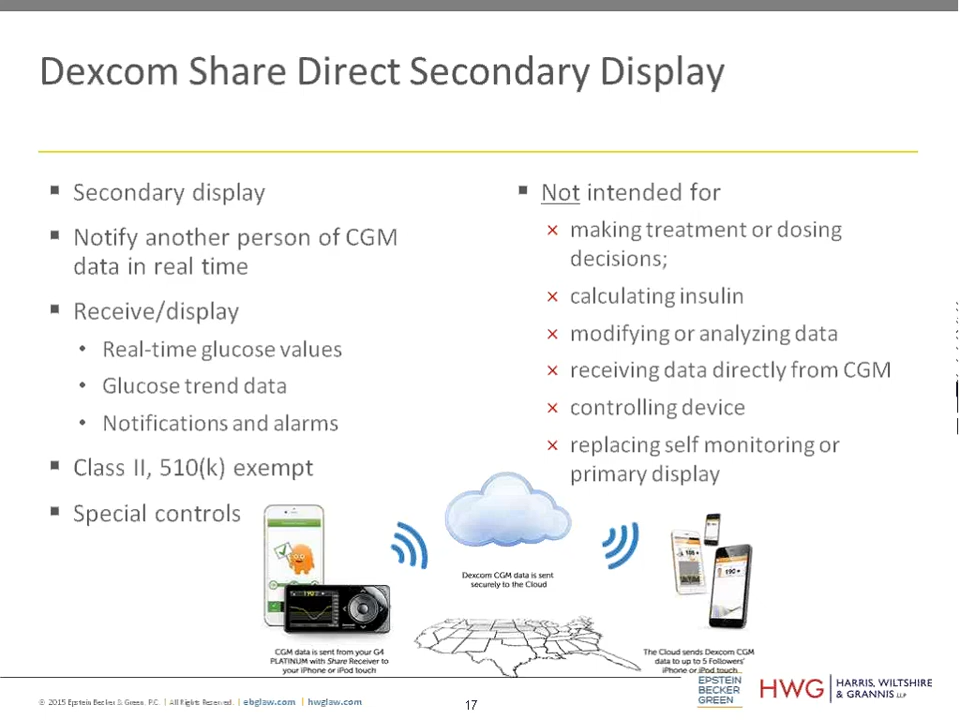 Dexcom Share Direct Secondary Display
Secondary display
Notify another person of CGM
data in real time
Receive/display
Real-time glucose values
Glucose trend data
Notifications and alarms
Class II, 510(k) exempt
Special controls
Not intended for
making treatment or dosing
decisions;
calculating insulin
modifying or analyzing data
receiving data directly from CGM
controlling device
replacing self monitoring or
primary display
Dexcom CGM data is sent
securely to the Cloud
CGM data is sent from your G4
PLATINUM with Share Receiver to
your iPhone or iPod touch
The Cloud sends Dexcom CGM
data to up to 5 Followers'
iPhone or iPod touch...
190
© 2015 Epstein Becker & Green, P.C. | All Rights Reserved. | ebglaw.com | hwglaw.com
17
EPSTEIN
BECKER
GREEN
HWG
HARRIS, WILTSHIRE
& GRANNIS LLP